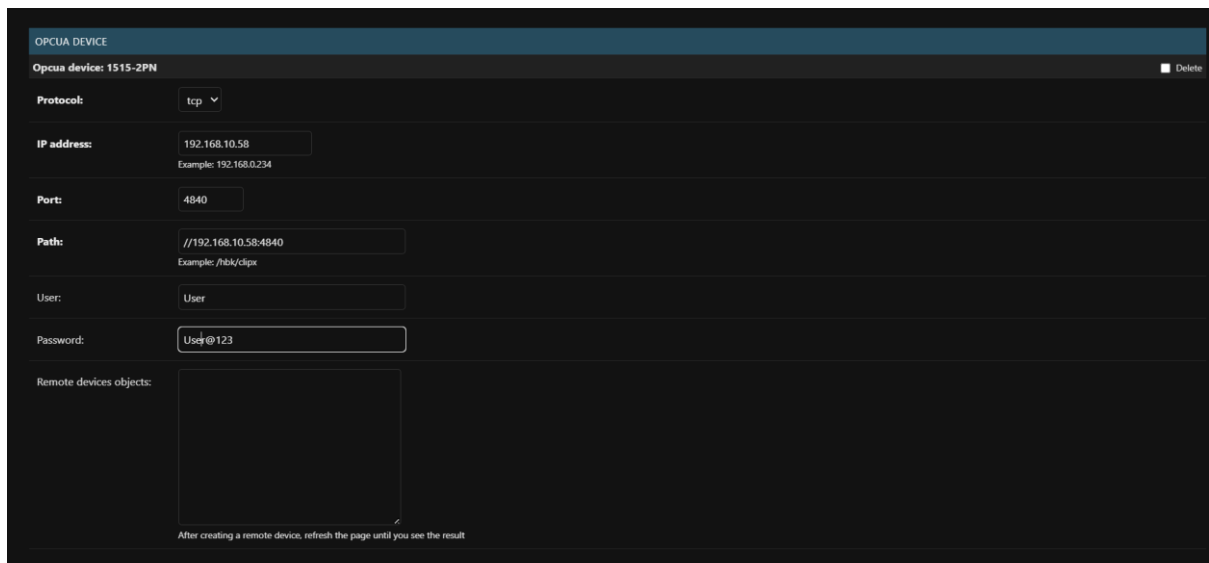 OPCUA DEVICE
Opcua device: 1515-2PN Delete
Protocol: tcp
IP address: 192.168.10.58
Example: 192.168.0.234
Port: 4840
Path: //192.168.10.58:4840
Example: /hbk/clipx
User: User
Password: User@123
Remote devices objects:
After creating a remote device, refresh the page until you see the result